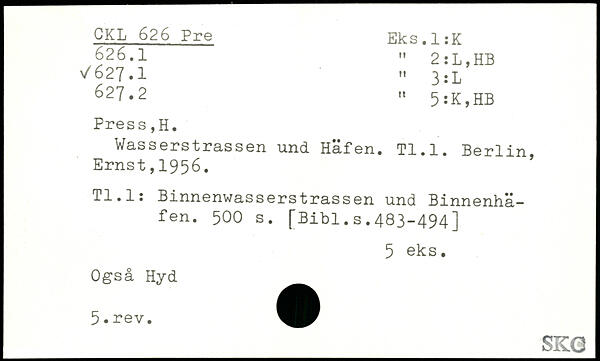 CKL 626 Pre Eks.1:K
626.1 " 2:L,HB
✓627.1 " 3:L
627.2 " 5:K,HB
Press,H.
Wasserstrassen und Häfen. Tl.1. Berlin,
Ernst,1956.
Tl.1: Binnenwasserstrassen und Binnenhä-
fen. 500 s. [Bibl.s.483-494]
5 eks.
Også Hyd
5.rev.
SKC